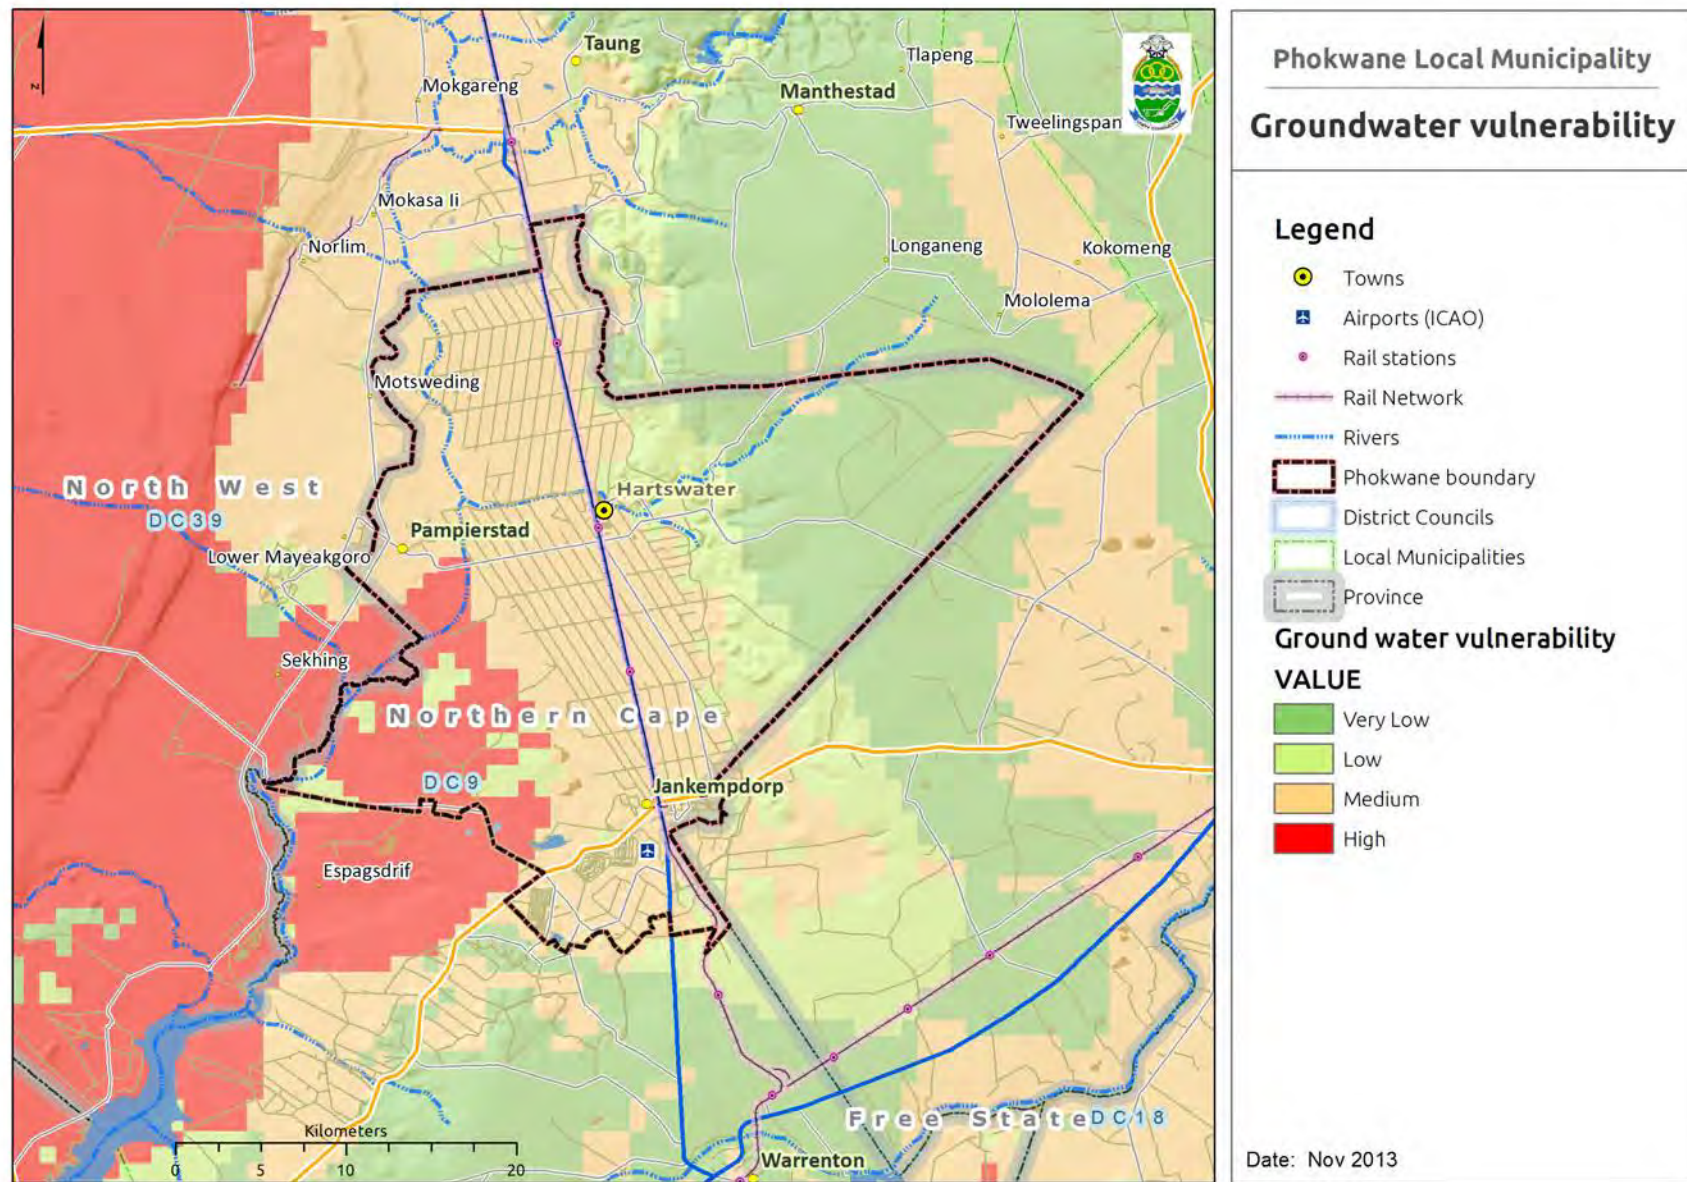 Phokwane Local Municipality
Groundwater vulnerability
Legend
Towns
Airports (ICAO)
Rail stations
Rail Network
Rivers
Phokwane boundary
District Councils
Local Municipalities
Province
Ground water vulnerability
VALUE
Very Low
Low
Medium
High
Date: Nov 2013
N
Taung
Tlapeng
Mokgareng
Manthestad
Tweelingspan
Mokasa Ii
Norlim
Longaneng
Kokomeng
Mololema
Motsweding
North West
DC39
Hartswater
Pampierstad
Lower Mayeakgoro
Sekhing
Northern Cape
DC9
Jankempdorp
Espagsdrif
Free State
DC18
Kilometers
0 5 10 20
Warrenton